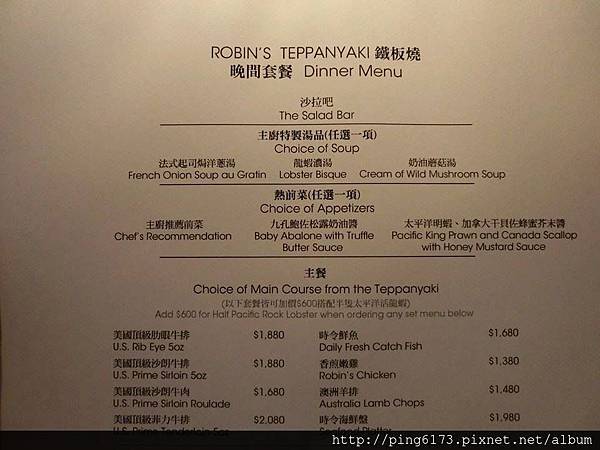 ROBIN'S TEPPANYAKI 鐵板燒
晚間套餐 Dinner Menu
沙拉吧
The Salad Bar
主廚特製湯品(任選一項)
Choice of Soup
法式起司焗洋蔥湯 龍蝦濃湯 奶油蘑菇湯
French Onion Soup au Gratin Lobster Bisque Cream of Wild Mushroom Soup
熱前菜(任選一項)
Choice of Appetizers
主廚推薦前菜 九孔鮑佐松露奶油醬 太平洋明蝦、加拿大干貝佐蜂蜜芥末醬
Chef's Recommendation Baby Abalone with Truffle Pacific King Prawn and Canada Scallop
Butter Sauce with Honey Mustard Sauce
主餐
Choice of Main Course from the Teppanyaki
(以下套餐皆可加價$600搭配半隻太平洋活龍蝦)
Add $600 for Half Pacific Rock Lobster when ordering any set menu below
美國頂級肋眼牛排 $1,880 時令鮮魚 $1,680
U.S. Rib Eye 5oz Daily Fresh Catch Fish
美國頂級沙朗牛排 $1,880 香煎嫩雞 $1,380
U.S. Prime Sirloin 5oz Robin's Chicken
美國頂級沙朗牛肉 $1,680 澳洲羊排 $1,480
U.S. Prime Sirloin Roulade Australia Lamb Chops
美國頂級菲力牛排 $2,080 時令海鮮盤 $1,980
U.S. Prime Tenderloin 5oz Seafood Platter
http://ping6173.pixnet.net/album